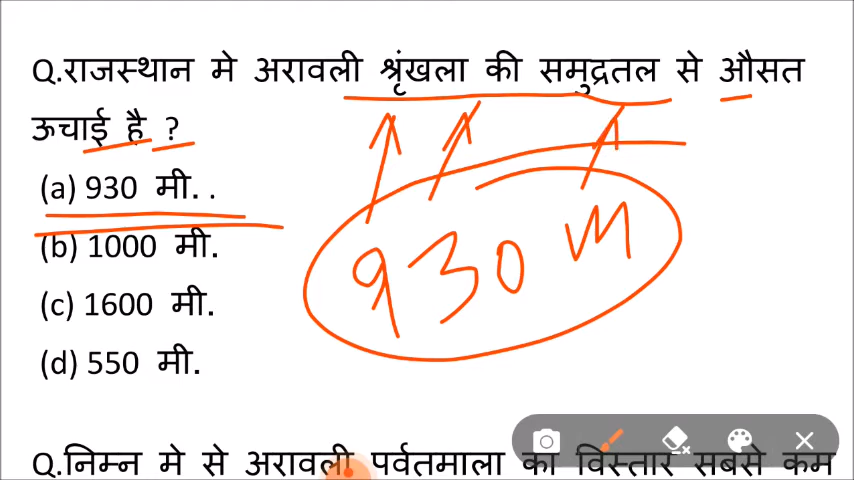 Q.राजस्थान मे अरावली श्रृंखला की समुद्रतल से औसत
ऊचाई है ?
(a) 930 मी. .
(b) 1000 मी.
(c) 1600 मी.
(d) 550 मी.
930 M
Q.निम्न मे से अरावली पर्वतमाला का विस्तार सबसे कम